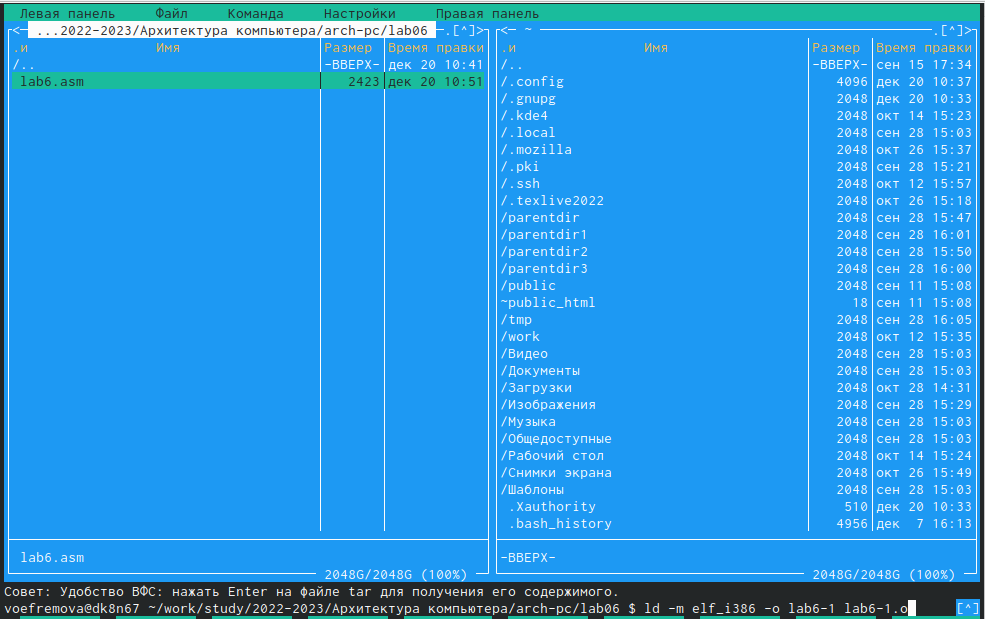 Левая панель Файл Команда Настройки Правая панель
<─ ...2022-2023/Архитектура компьютера/arch-pc/lab06 ─.[^]>
.и Имя Размер Время правки
/.. -ВВЕРХ- дек 20 10:41
lab6.asm 2423 дек 20 10:51
lab6.asm
2048G/2048G (100%)
<─ ~ ─.[^]>
.и Имя Размер Время правки
/.. -ВВЕРХ- сен 15 17:34
/.config 4096 дек 20 10:37
/.gnupg 2048 дек 20 10:33
/.kde4 2048 окт 14 15:23
/.local 2048 сен 28 15:03
/.mozilla 2048 окт 26 15:37
/.pki 2048 сен 28 15:21
/.ssh 2048 окт 12 15:57
/.texlive2022 2048 окт 26 15:18
/parentdir 2048 сен 28 15:47
/parentdir1 2048 сен 28 16:01
/parentdir2 2048 сен 28 15:50
/parentdir3 2048 сен 28 16:00
/public 2048 сен 11 15:08
~public_html 18 сен 11 15:08
/tmp 2048 сен 28 16:05
/work 2048 окт 12 15:35
/Видео 2048 сен 28 15:03
/Документы 2048 сен 28 15:03
/Загрузки 2048 окт 28 14:31
/Изображения 2048 сен 28 15:29
/Музыка 2048 сен 28 15:03
/Общедоступные 2048 сен 28 15:03
/Рабочий стол 2048 окт 14 15:24
/Снимки экрана 2048 окт 26 15:49
/Шаблоны 2048 сен 28 15:03
.Xauthority 510 дек 20 10:33
.bash_history 4956 дек 7 16:13
-ВВЕРХ-
2048G/2048G (100%)
Совет: Удобство ВФС: нажать Enter на файле tar для получения его содержимого.
voefremova@dk8n67 ~/work/study/2022-2023/Архитектура компьютера/arch-pc/lab06 $ ld -m elf_i386 -o lab6-1 lab6-1.o [^]